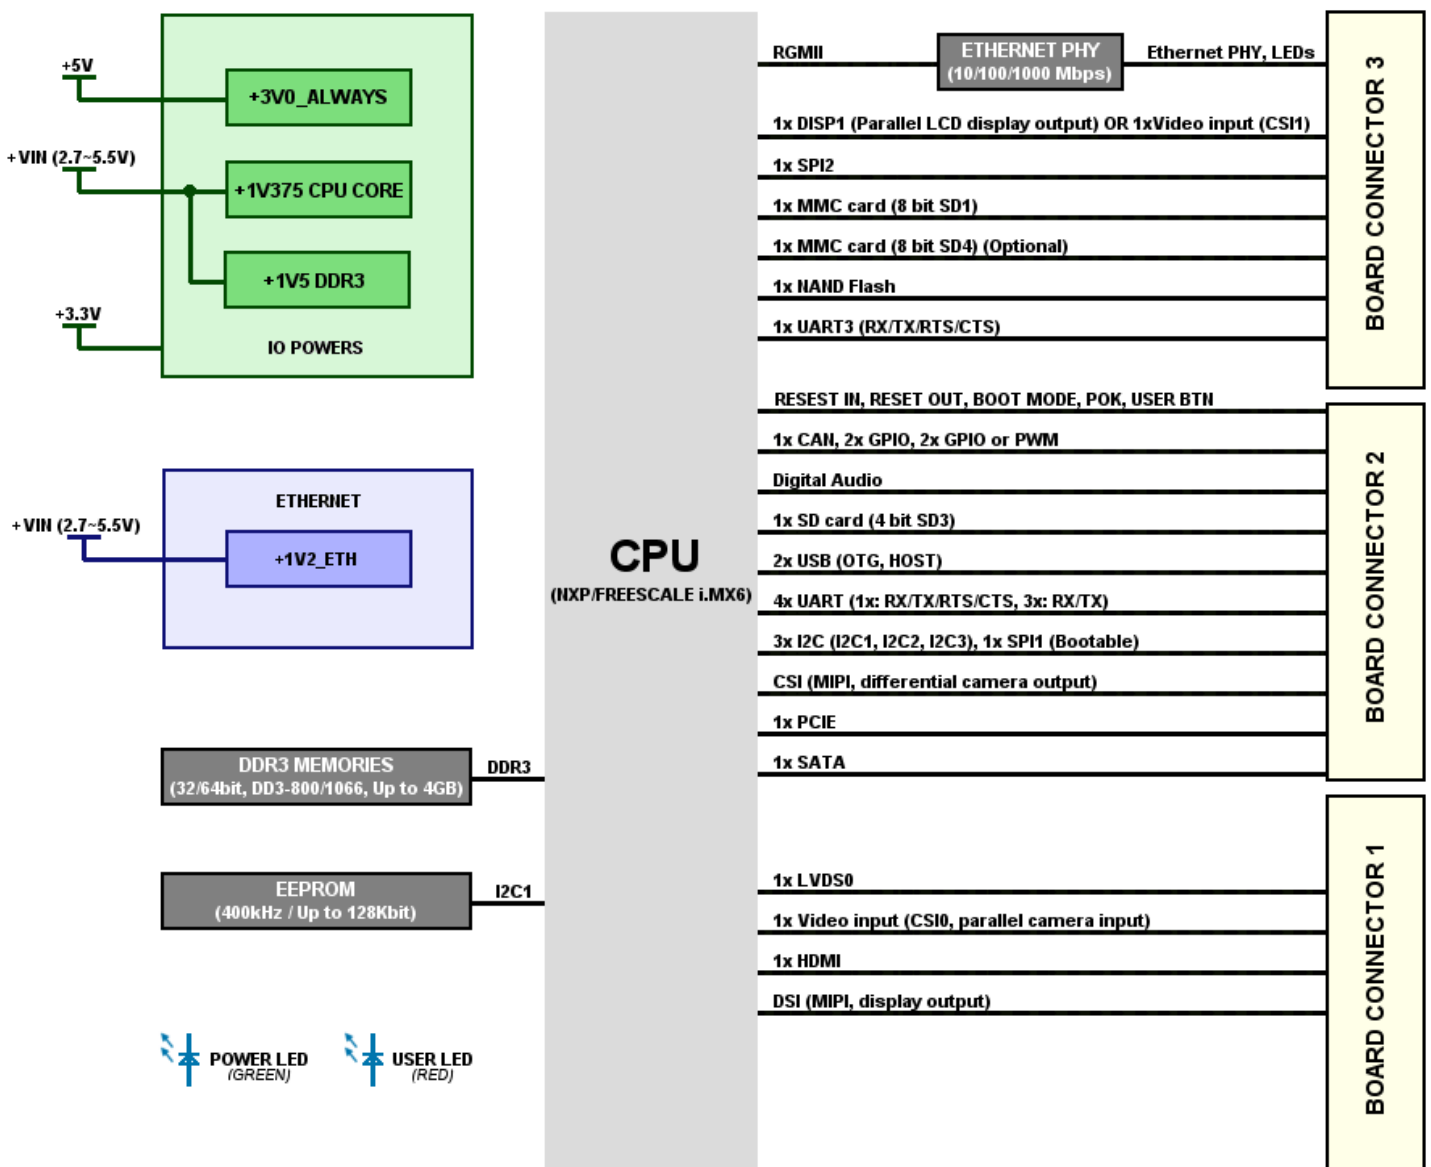 +5V
+3V0_ALWAYS
+VIN (2.7~5.5V)
+1V375 CPU CORE
+1V5 DDR3
+3.3V
IO POWERS
ETHERNET
+VIN (2.7~5.5V)
+1V2_ETH
DDR3 MEMORIES
(32/64bit, DD3-800/1066, Up to 4GB)
DDR3
EEPROM
(400kHz / Up to 128Kbit)
I2C1
POWER LED
(GREEN)
USER LED
(RED)
CPU
(NXP/FREESCALE i.MX6)
RGMII
ETHERNET PHY
(10/100/1000 Mbps)
Ethernet PHY, LEDs
1x DISP1 (Parallel LCD display output) OR 1xVideo input (CSI1)
1x SPI2
1x MMC card (8 bit SD1)
1x MMC card (8 bit SD4) (Optional)
1x NAND Flash
1x UART3 (RX/TX/RTS/CTS)
BOARD CONNECTOR 3
RESEST IN, RESET OUT, BOOT MODE, POK, USER BTN
1x CAN, 2x GPIO, 2x GPIO or PWM
Digital Audio
1x SD card (4 bit SD3)
2x USB (OTG, HOST)
4x UART (1x: RX/TX/RTS/CTS, 3x: RX/TX)
3x I2C (I2C1, I2C2, I2C3), 1x SPI1 (Bootable)
CSI (MIPI, differential camera output)
1x PCIE
1x SATA
BOARD CONNECTOR 2
1x LVDS0
1x Video input (CSI0, parallel camera input)
1x HDMI
DSI (MIPI, display output)
BOARD CONNECTOR 1